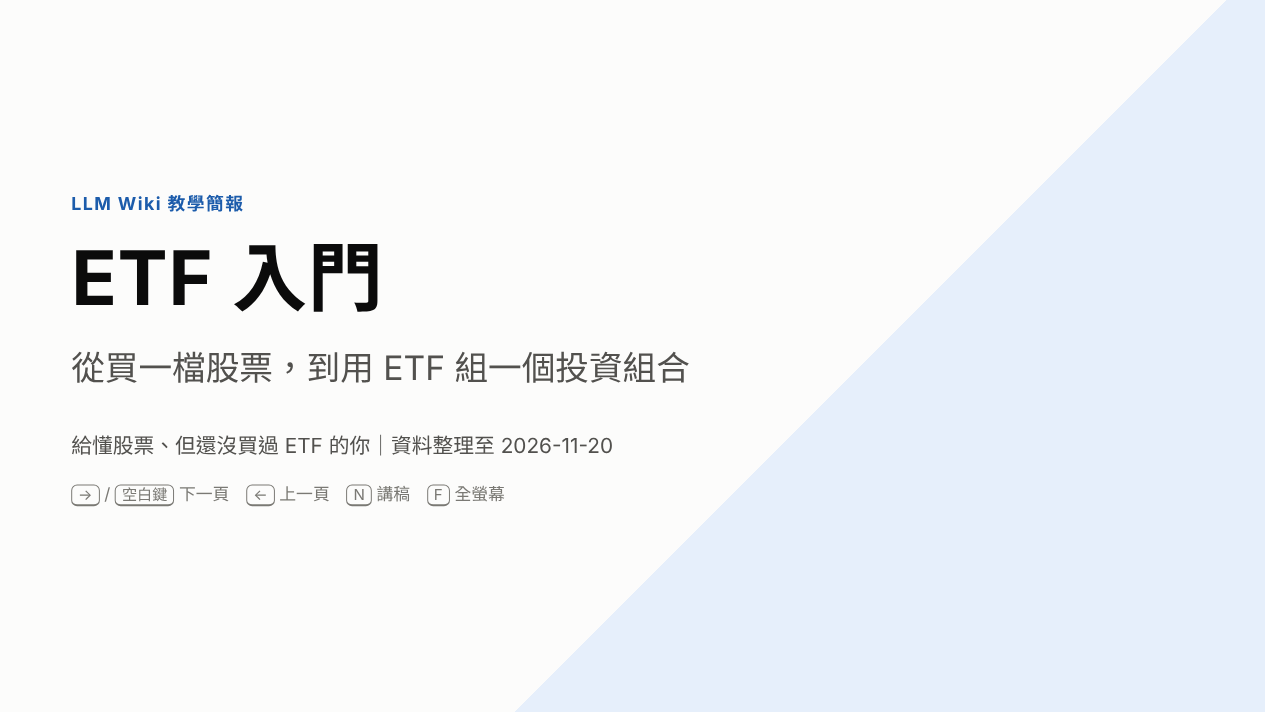 LLM Wiki 教學簡報
ETF 入門
從買一檔股票，到用 ETF 組一個投資組合
給懂股票、但還沒買過 ETF 的你｜資料整理至 2026-11-20
→ / 空白鍵 下一頁 ← 上一頁 N 講稿 F 全螢幕